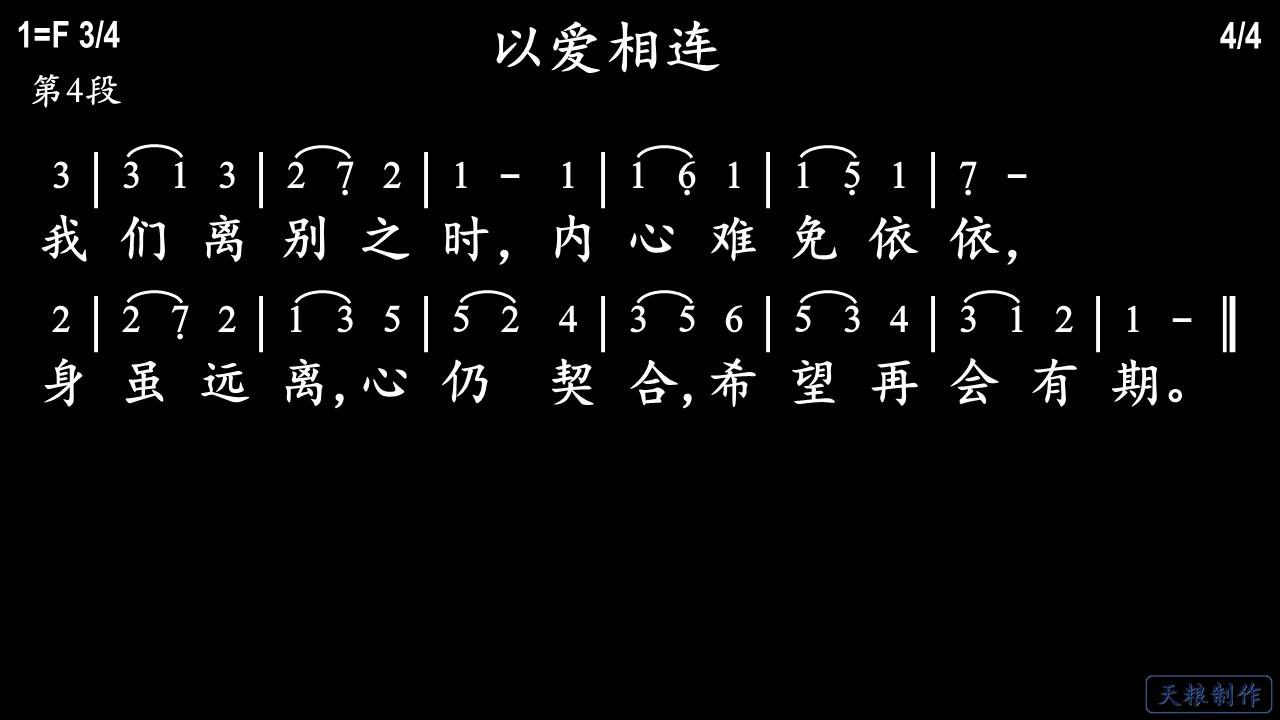 1=F 3/4
以爱相连
4/4
第4段
3 | 3 1 3 | 2 7̣ 2 | 1 - 1 | 1 6̣ 1 | 1 5̣ 1 | 7̣ -
我们离别之时，内心难免依依，
2 | 2 7̣ 2 | 1 3 5 | 5 2 4 | 3 5 6 | 5 3 4 | 3 1 2 | 1 - ‖
身虽远离，心仍契合，希望再会有期。
天粮制作